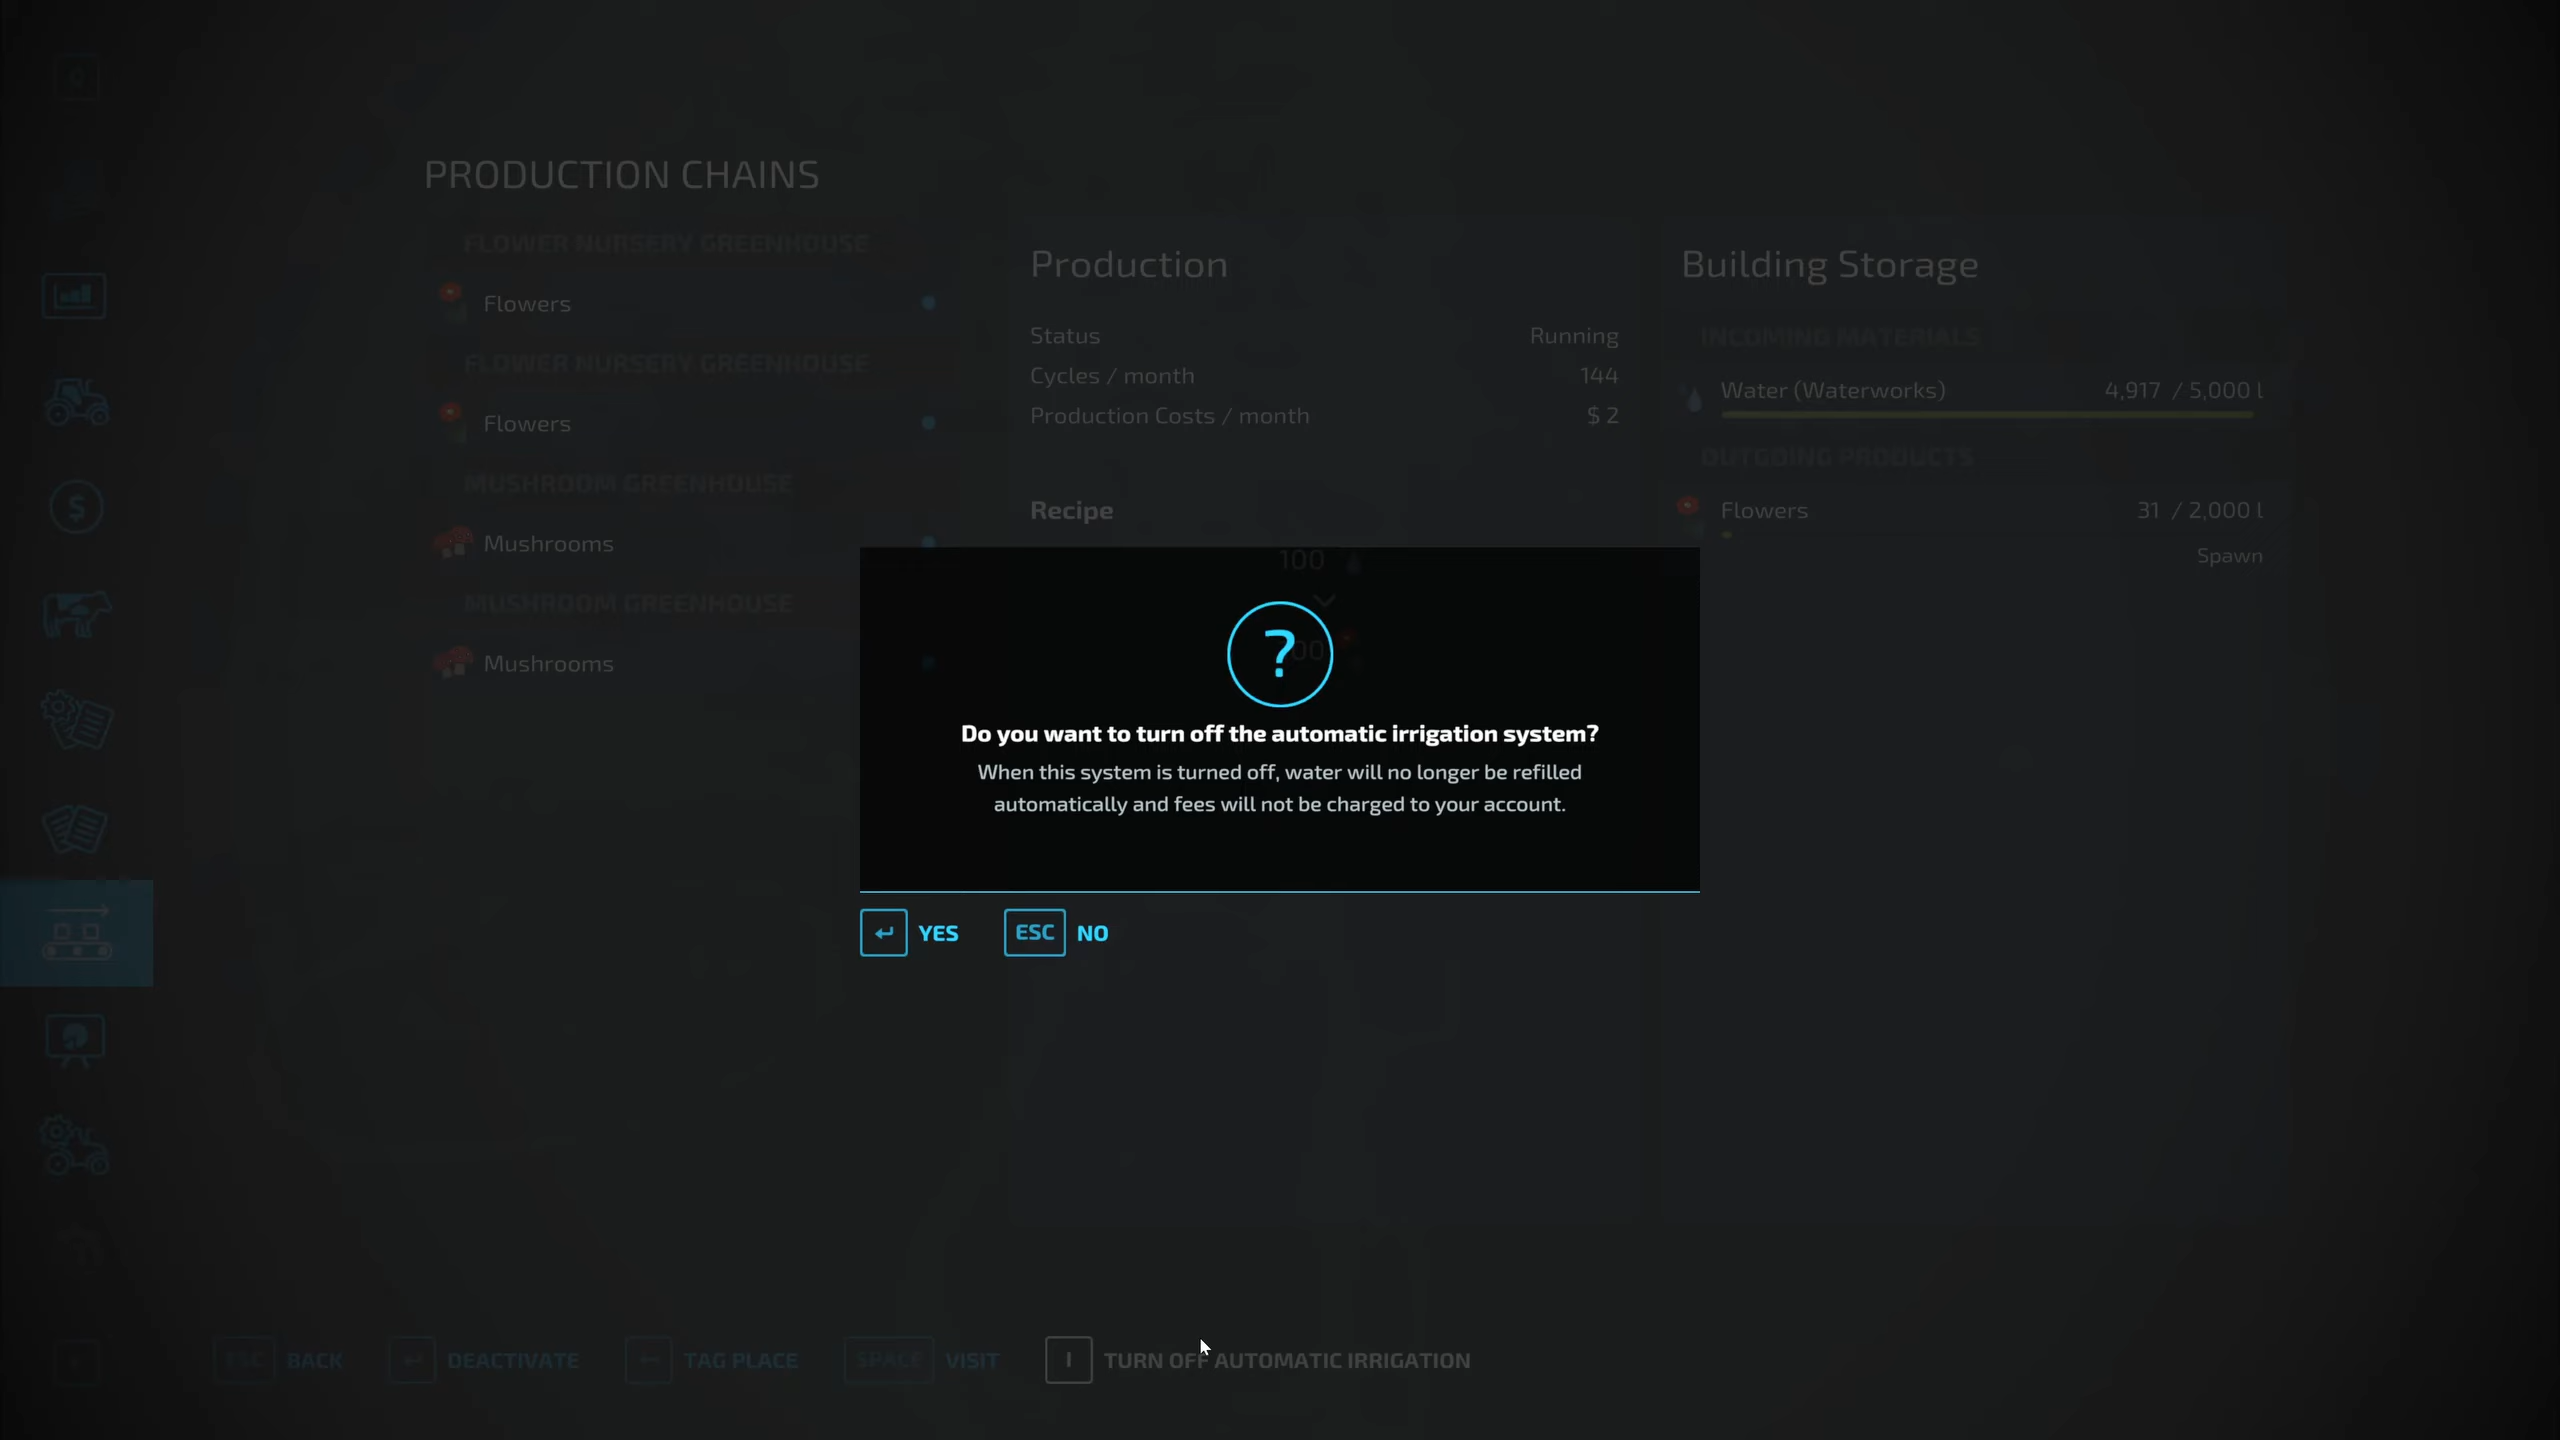 PRODUCTION CHAINS
FLOWER NURSERY GREENHOUSE
Flowers
FLOWER NURSERY GREENHOUSE
Flowers
MUSHROOM GREENHOUSE
Mushrooms
MUSHROOM GREENHOUSE
Mushrooms
Production
Status Running
Cycles / month 144
Production Costs / month $ 2
Recipe
100
Building Storage
INCOMING MATERIALS
Water (Waterworks) 4,917 / 5,000 l
OUTGOING PRODUCTS
Flowers 31 / 2,000 l
Spawn
?
Do you want to turn off the automatic irrigation system?
When this system is turned off, water will no longer be refilled
automatically and fees will not be charged to your account.
YES ESC NO
ESC BACK DEACTIVATE TAG PLACE SPACE VISIT I TURN OFF AUTOMATIC IRRIGATION